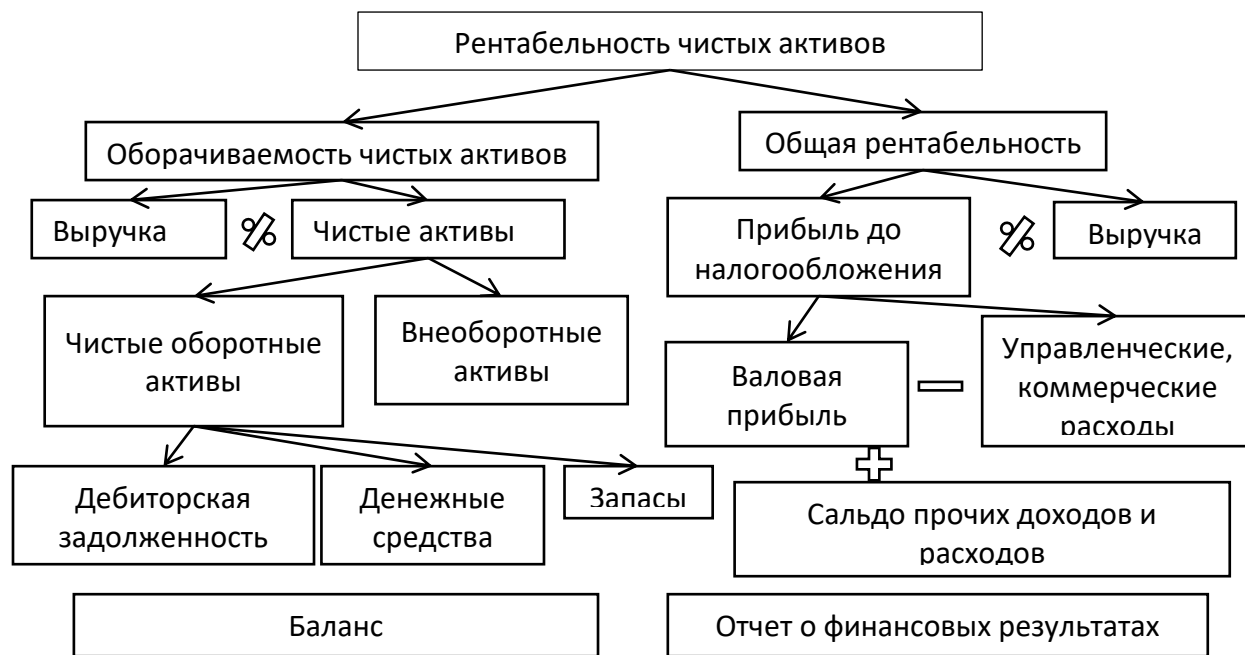 Рентабельность чистых активов
Оборачиваемость чистых активов
Общая рентабельность
Выручка
%
Чистые активы
Прибыль до
налогообложения
%
Выручка
Чистые оборотные
активы
Внеоборотные
активы
Валовая
прибыль
Управленческие,
коммерческие
расходы
Дебиторская
задолженность
Денежные
средства
Запасы
Сальдо прочих доходов и
расходов
Баланс
Отчет о финансовых результатах